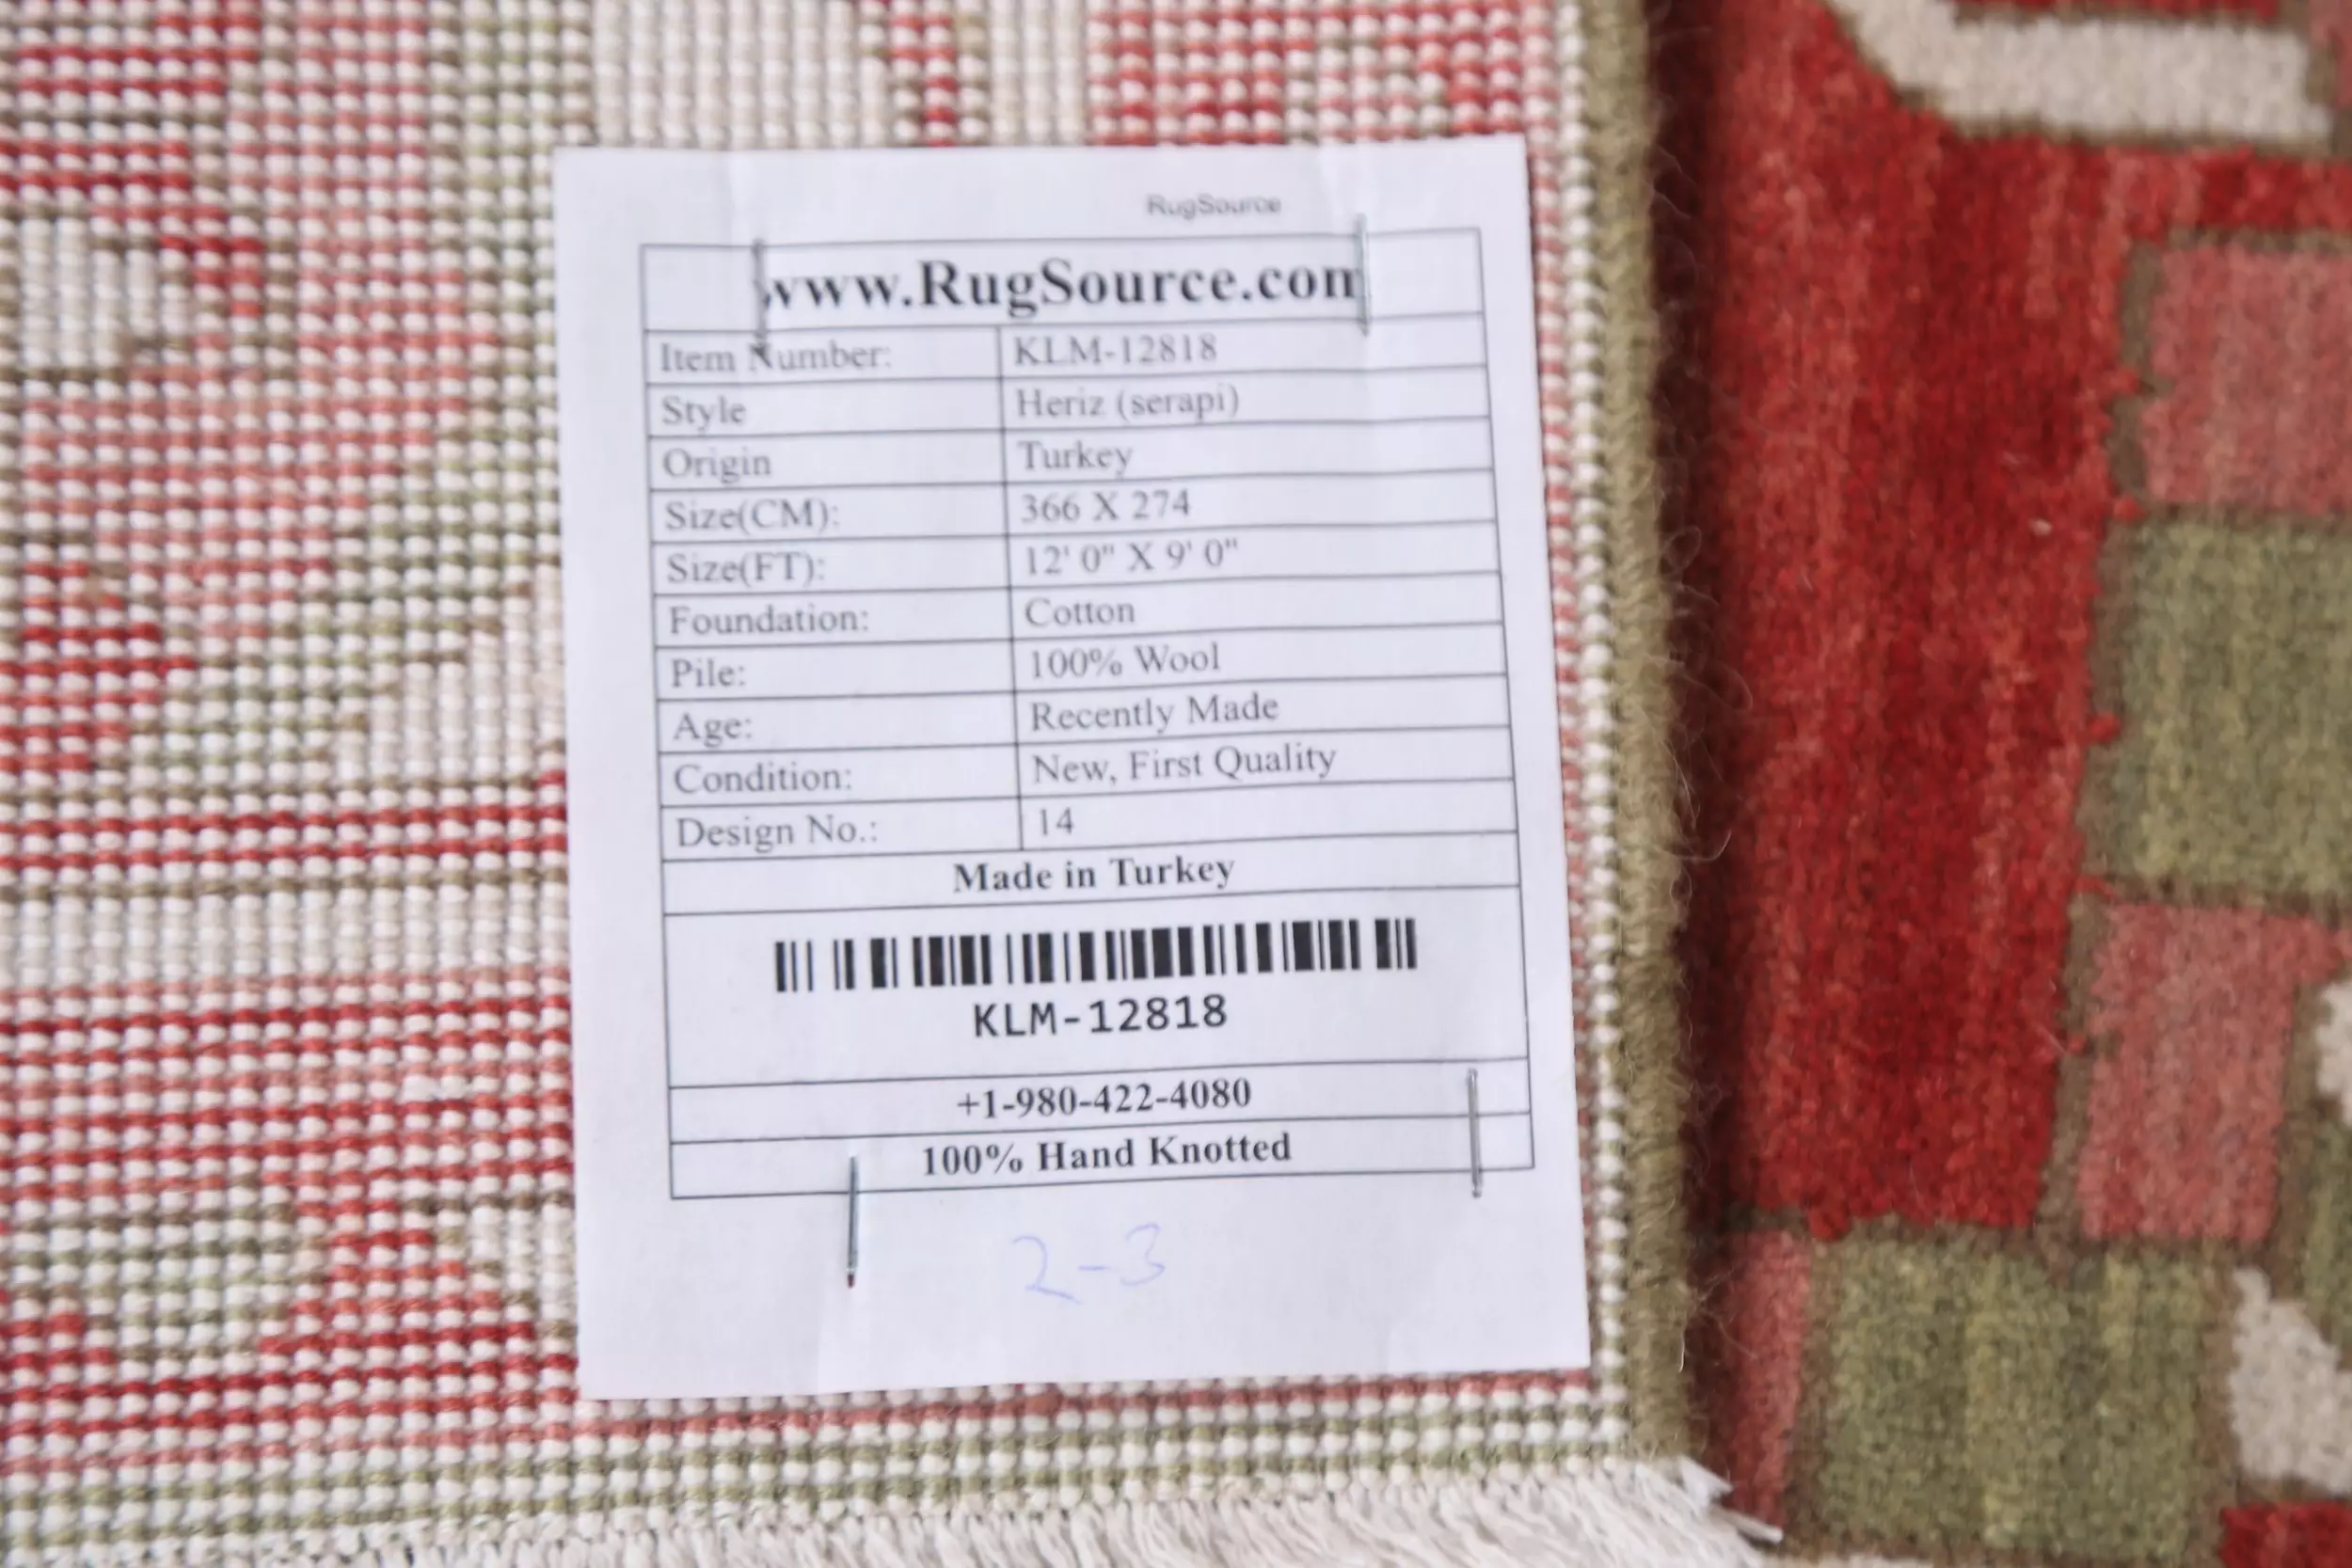 RugSource
www.RugSource.com
Item Number: KLM-12818
Style Heriz (serapi)
Origin Turkey
Size(CM): 366 X 274
Size(FT): 12' 0" X 9' 0"
Foundation: Cotton
Pile: 100% Wool
Age: Recently Made
Condition: New, First Quality
Design No.: 14
Made in Turkey
KLM-12818
+1-980-422-4080
100% Hand Knotted
2-3